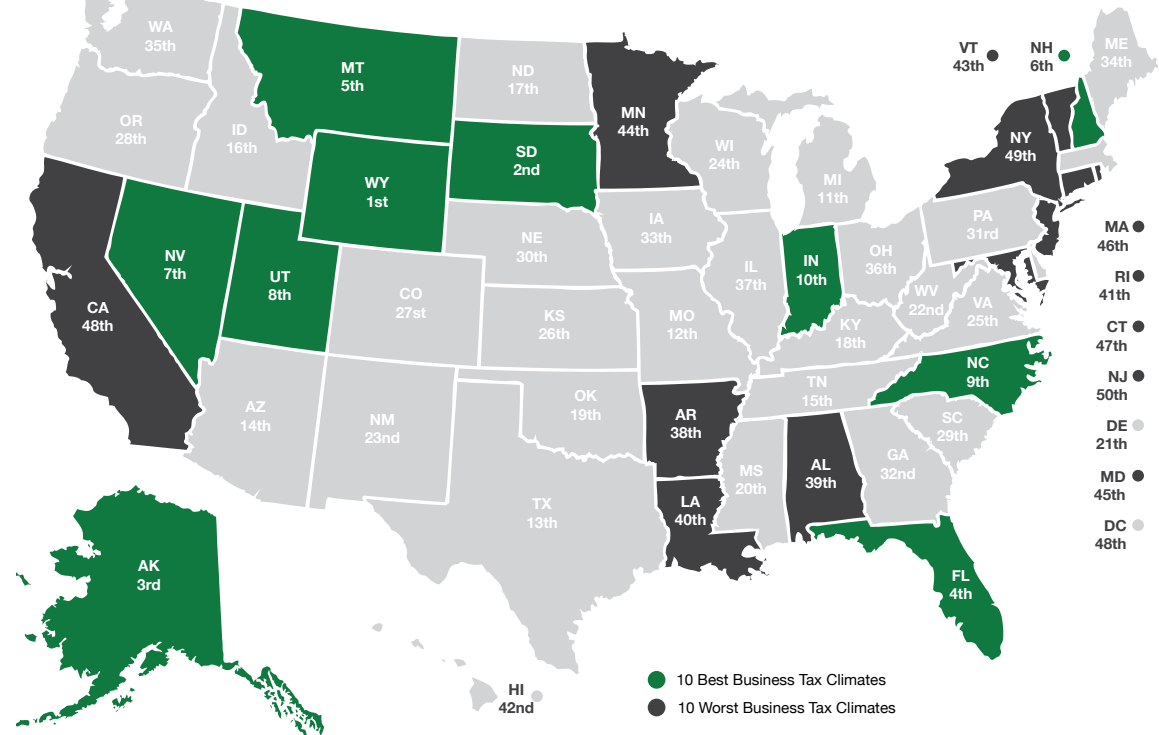 WA
35th
MT
5th
ND
17th
MN
44th
VT
43th
NH
6th
ME
34th
OR
28th
ID
16th
SD
2nd
WI
24th
NY
49th
WY
1st
MI
11th
IA
33th
PA
31rd
MA
46th
NE
30th
NV
7th
UT
8th
IN
10th
OH
36th
IL
37th
RI
41th
CA
48th
CO
27st
WV
22nd
VA
25th
KS
26th
MO
12th
KY
18th
CT
47th
NC
9th
NJ
50th
TN
15th
OK
19th
AZ
14th
NM
23nd
AR
38th
SC
29th
DE
21th
GA
32nd
MS
20th
AL
39th
MD
45th
LA
40th
TX
13th
DC
48th
AK
3rd
FL
4th
10 Best Business Tax Climates
HI
42nd
10 Worst Business Tax Climates